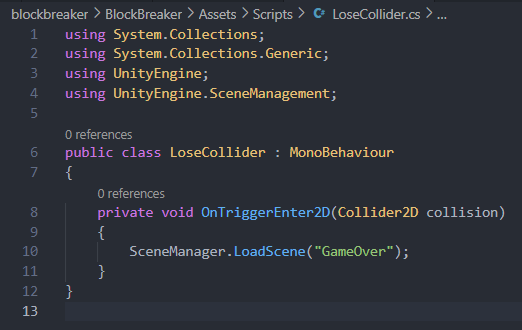 blockbreaker > BlockBreaker > Assets > Scripts > C# LoseCollider.cs > ...
1 using System.Collections;
2 using System.Collections.Generic;
3 using UnityEngine;
4 using UnityEngine.SceneManagement;
5
0 references
6 public class LoseCollider : MonoBehaviour
7 {
0 references
8 private void OnTriggerEnter2D(Collider2D collision)
9 {
10 SceneManager.LoadScene("GameOver");
11 }
12 }
13